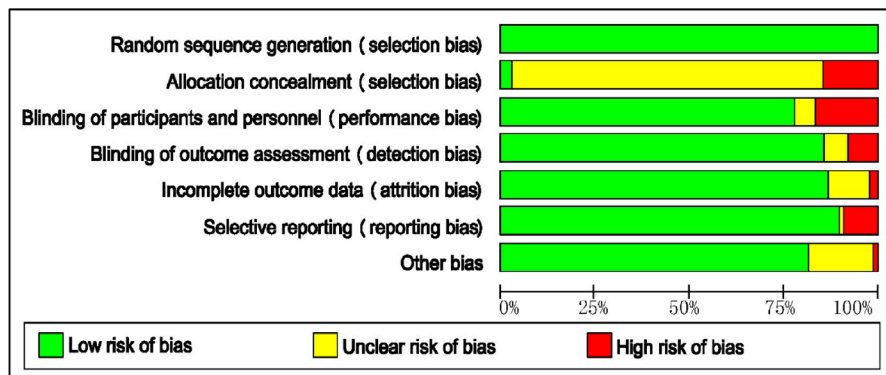 Random sequence generation ( selection bias)
Allocation concealment ( selection bias)
Blinding of participants and personnel ( performance bias)
Blinding of outcome assessment ( detection bias)
Incomplete outcome data ( attrition bias)
Selective reporting ( reporting bias)
Other bias
0% 25% 50% 75% 100%
Low risk of bias Unclear risk of bias High risk of bias